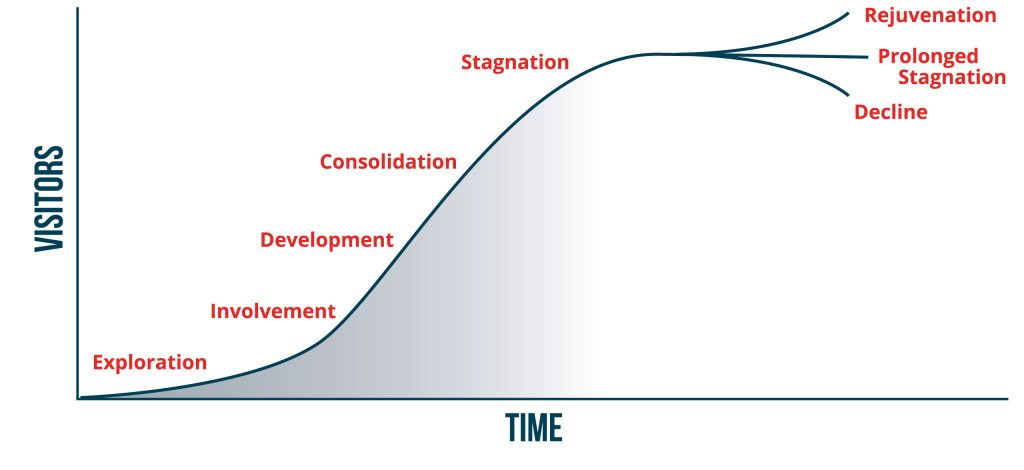 Rejuvenation
Prolonged
Stagnation
Decline
Stagnation
Consolidation
Development
Involvement
Exploration
VISITORS
TIME